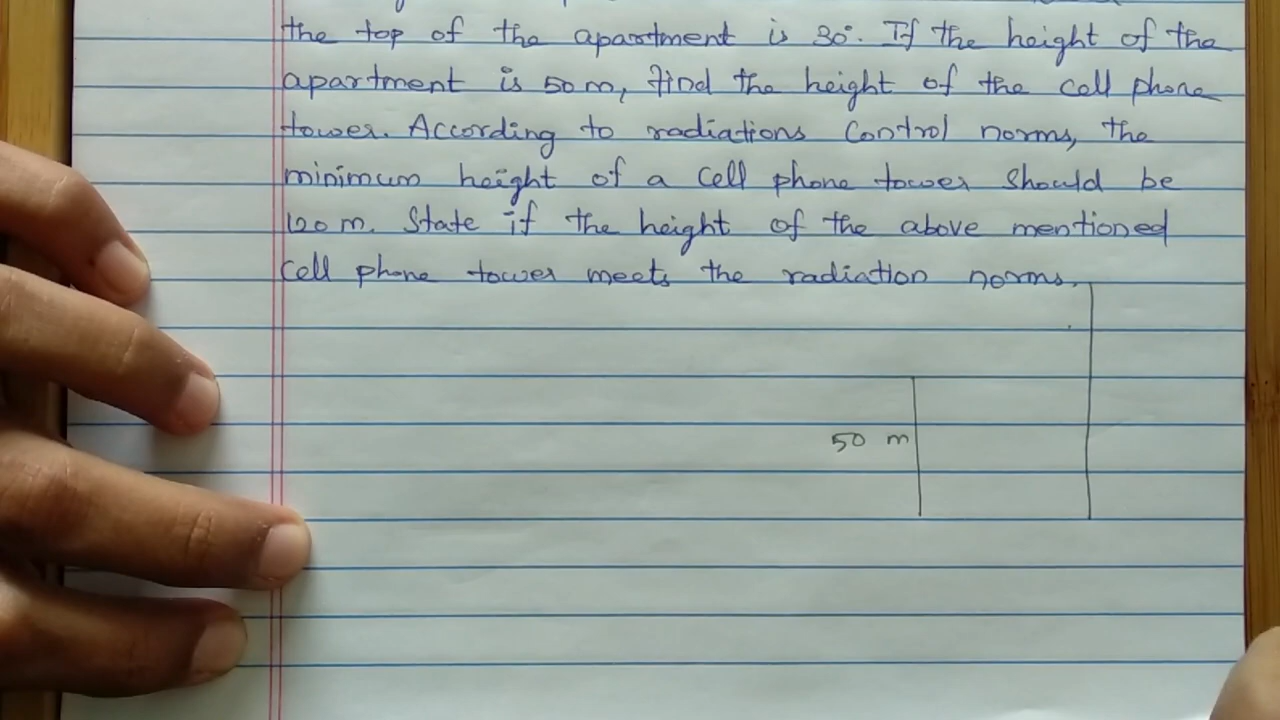 the top of the apartment is 30°. If the height of the
apartment is 50 m, find the height of the cell phone
tower. According to radiations control norms, the
minimum height of a cell phone tower should be
120 m. State if the height of the above mentioned
cell phone tower meets the radiation norms.
50 m